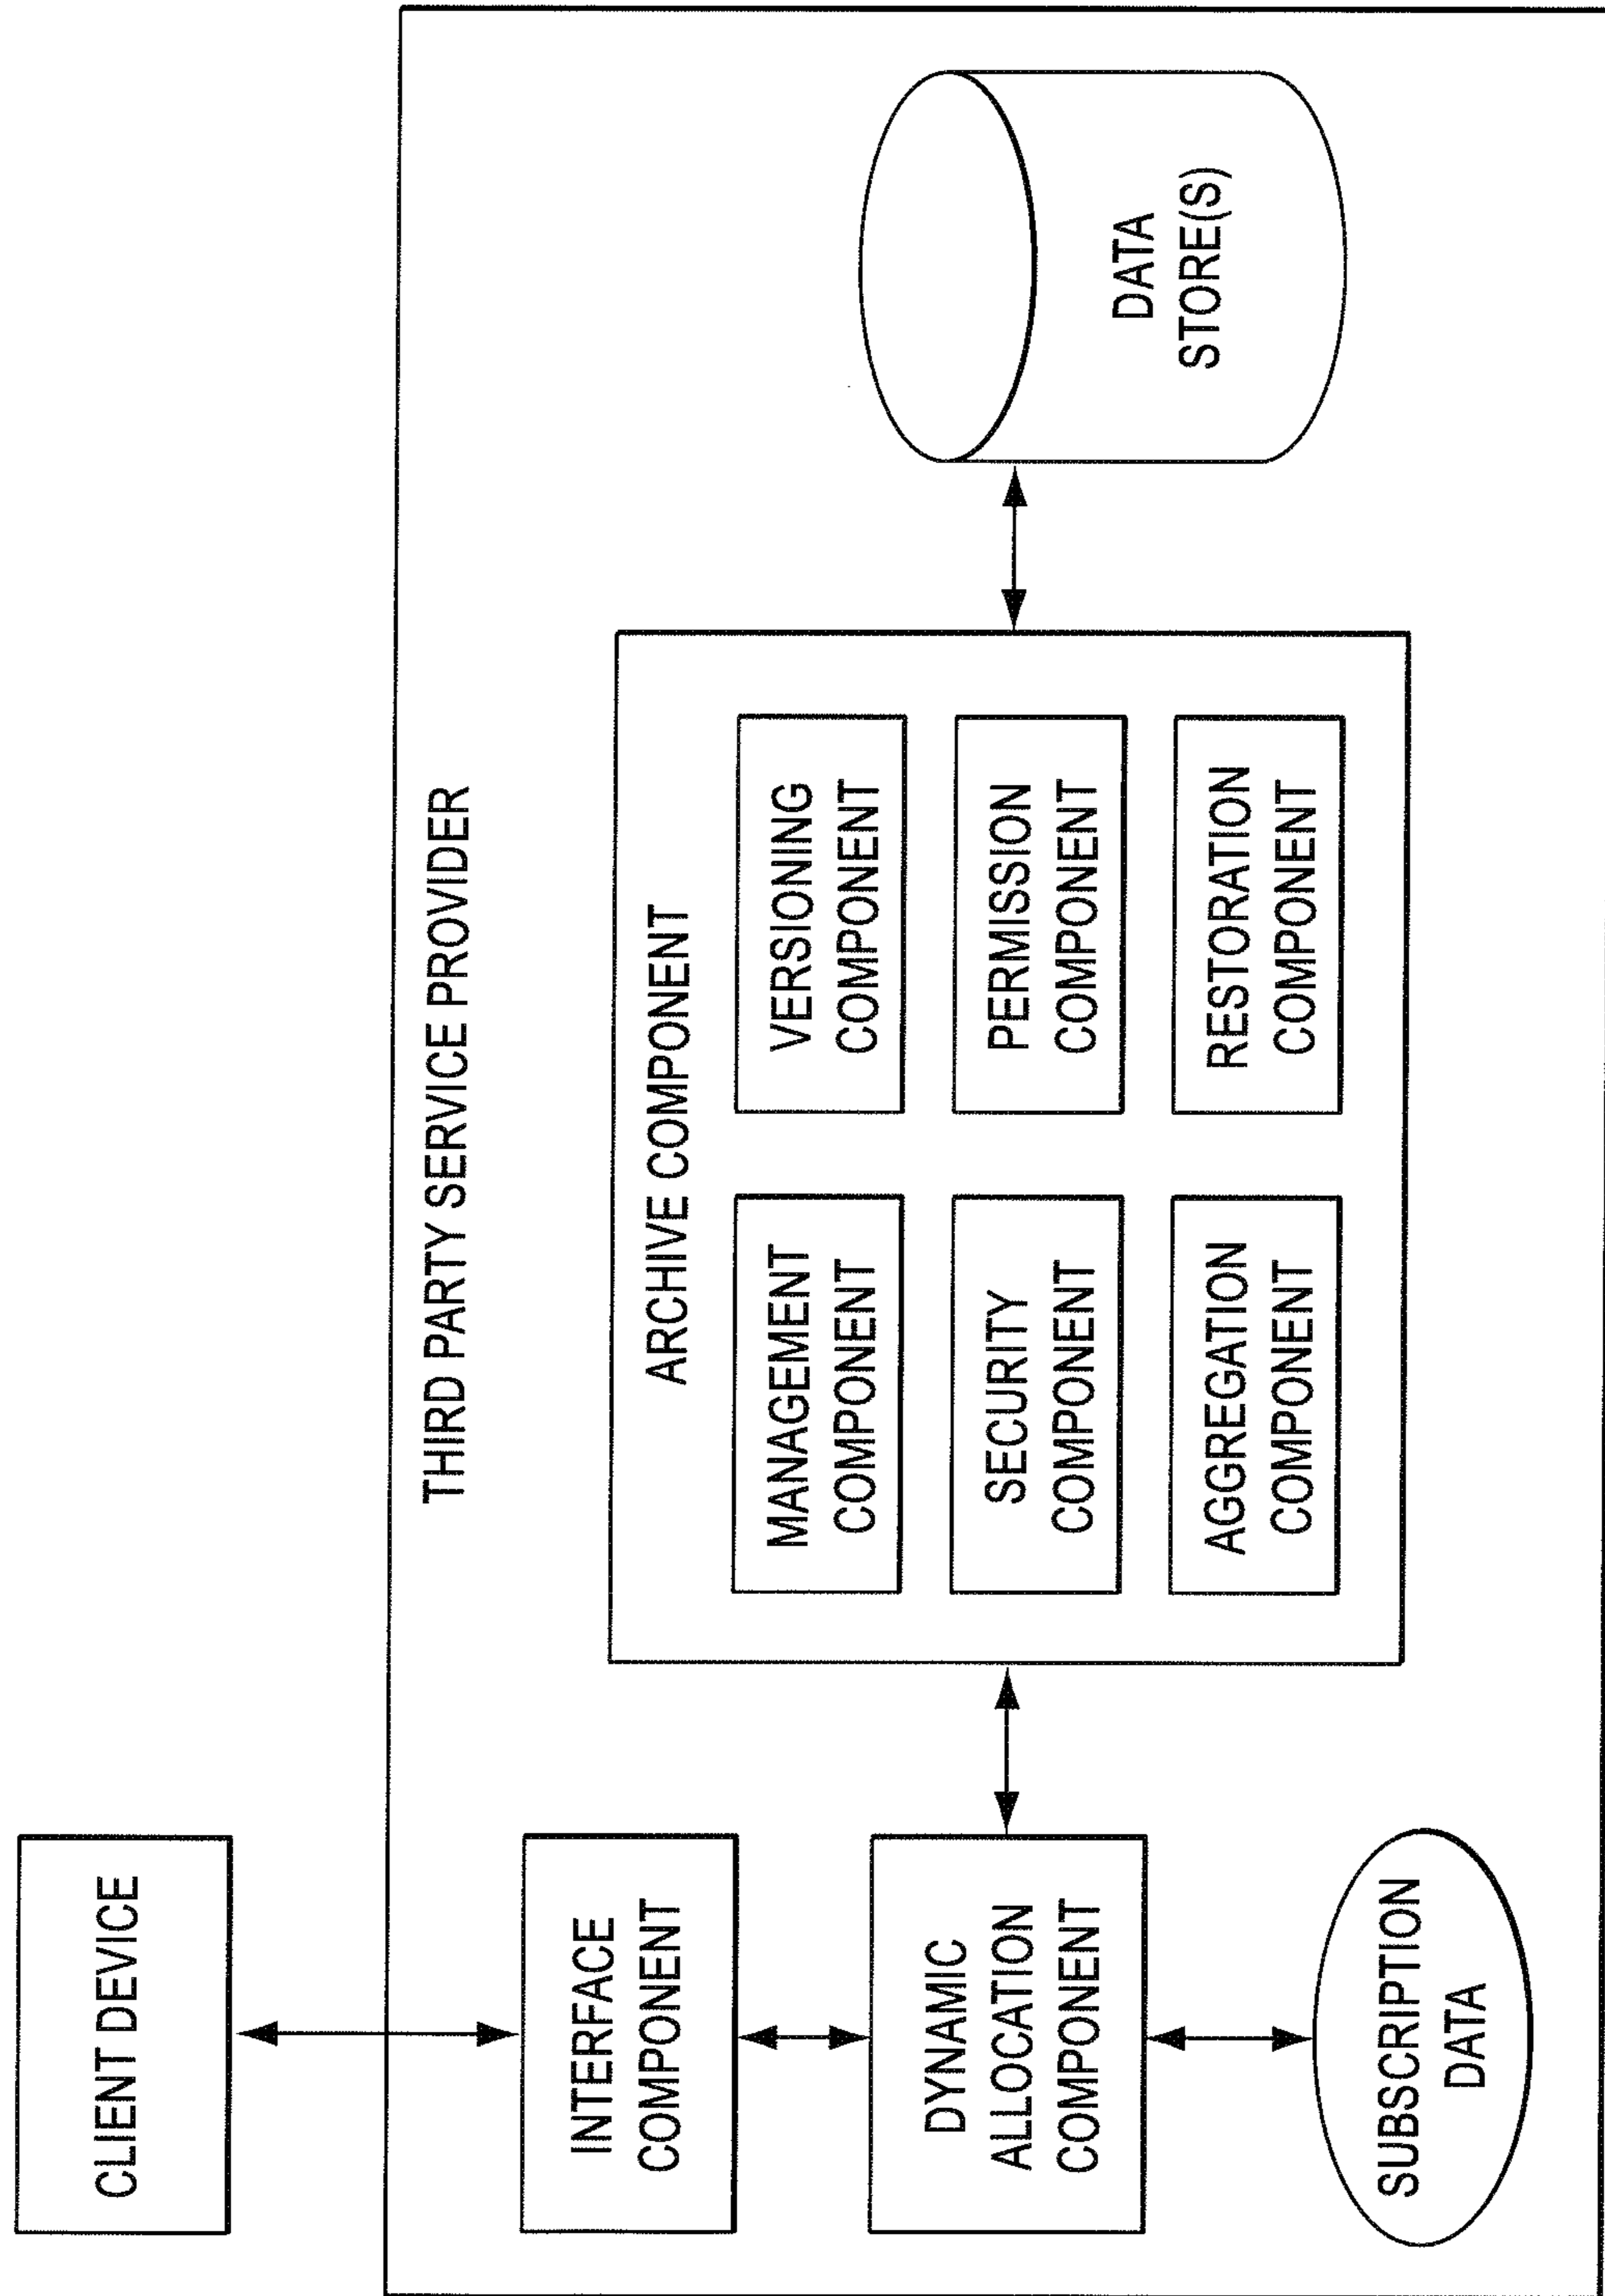 CLIENT DEVICE
THIRD PARTY SERVICE PROVIDER
INTERFACE
COMPONENT
DYNAMIC
ALLOCATION
COMPONENT
SUBSCRIPTION
DATA
ARCHIVE COMPONENT
MANAGEMENT
COMPONENT
VERSIONING
COMPONENT
SECURITY
COMPONENT
PERMISSION
COMPONENT
AGGREGATION
COMPONENT
RESTORATION
COMPONENT
DATA
STORE(S)